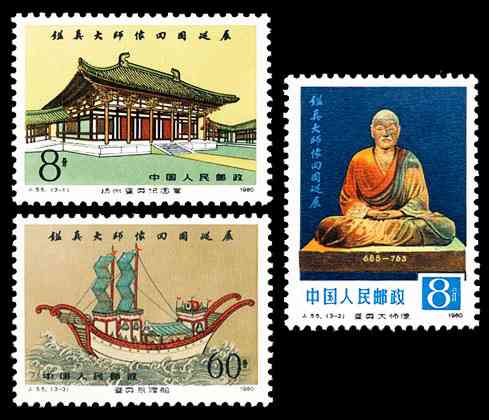 鑑真大师像回国巡展
8分
中国人民邮政
J.55.(3-1) 扬州鉴真纪念堂 1980
鑑真大师像回国巡展
688-763
中国人民邮政 8分
J.55.(3-2) 鉴真大师像 1980
鑑真大师像回国巡展
60分
中国人民邮政
J.55.(3-3) 鉴真东渡船 1980